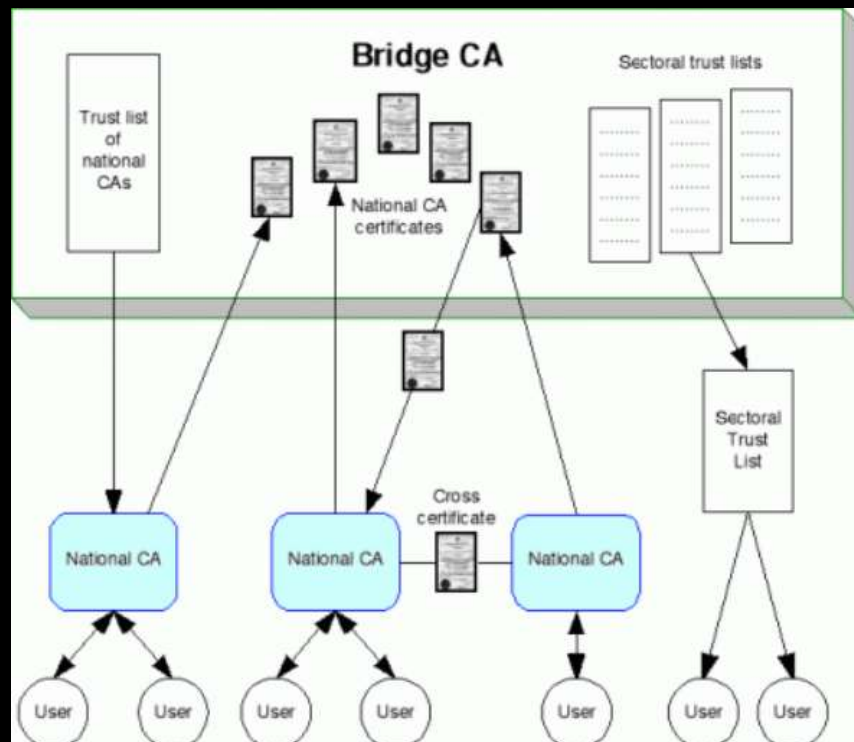 Bridge CA
Sectoral trust lists
Trust list
of
national
CAs
National CA
certificates
Sectoral
Trust
List
Cross
certificate
National CA
National CA
National CA
User
User
User
User
User
User
User